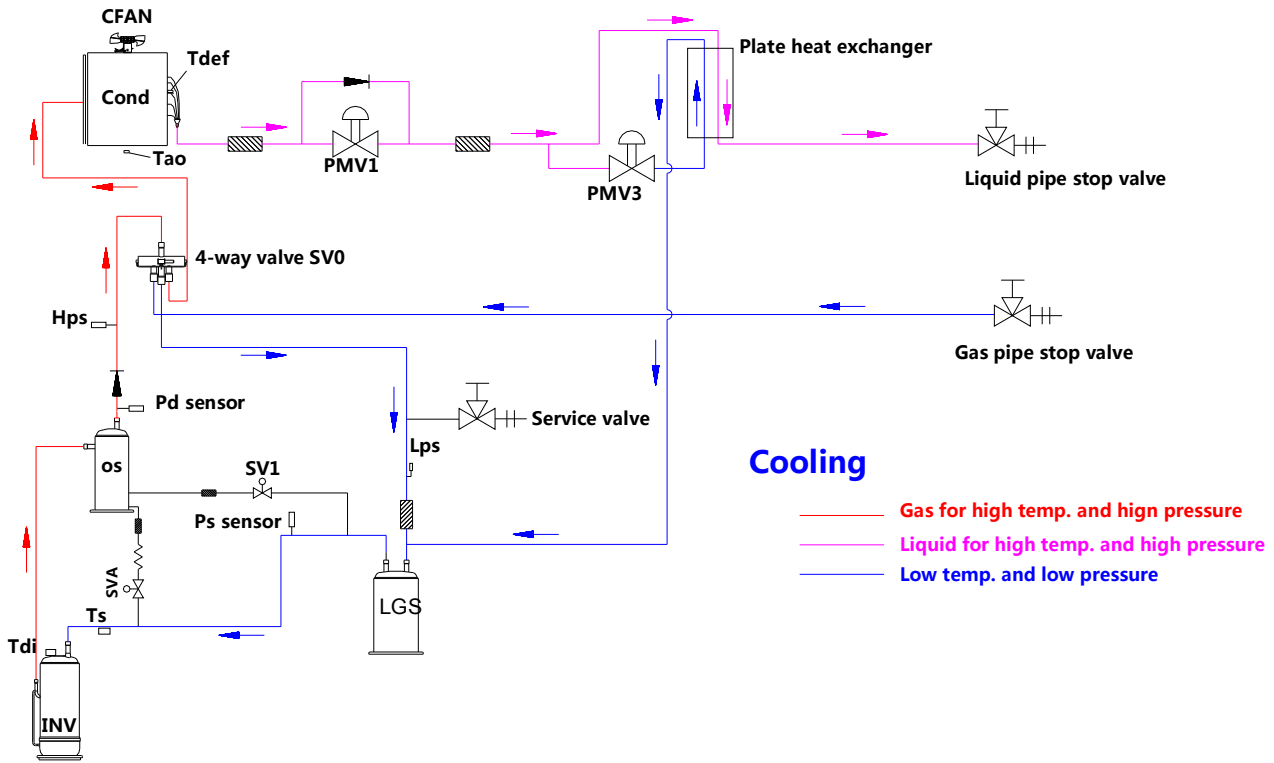 CFAN
Tdef
Cond
Tao
PMV1
PMV3
Plate heat exchanger
Liquid pipe stop valve
4-way valve SV0
Hps
Gas pipe stop valve
Pd sensor
Service valve
Lps
os
SV1
Ps sensor
Cooling
Gas for high temp. and hign pressure
Liquid for high temp. and high pressure
Low temp. and low pressure
SVA
LGS
Ts
Tdi
INV